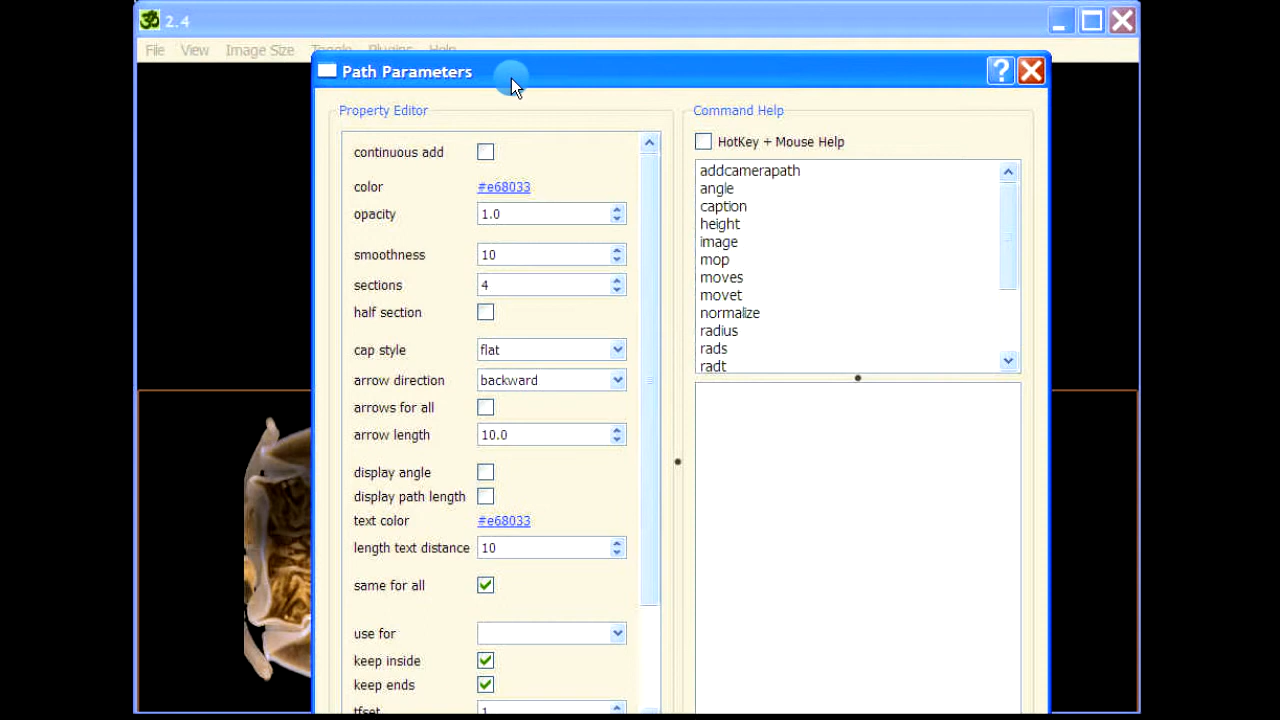 2.4
File View Image Size Toggle Plugins Help
Path Parameters
Property Editor
continuous add
color #e68033
opacity 1.0
smoothness 10
sections 4
half section
cap style flat
arrow direction backward
arrows for all
arrow length 10.0
display angle
display path length
text color #e68033
length text distance 10
same for all
use for
keep inside
keep ends
tfset 1
Command Help
HotKey + Mouse Help
addcamerapath
angle
caption
height
image
mop
moves
movet
normalize
radius
rads
radt